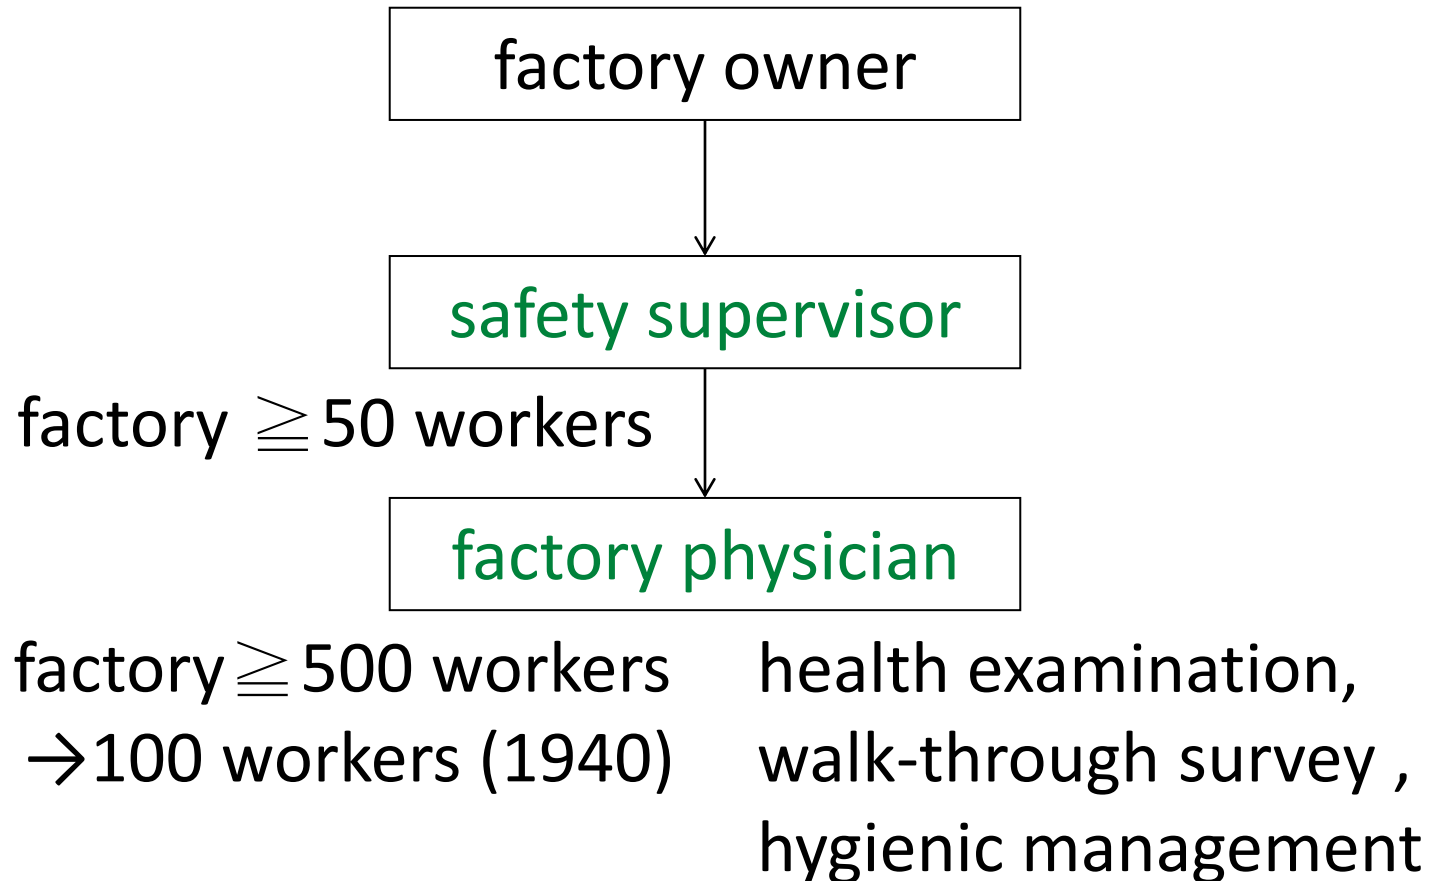 factory owner
safety supervisor
factory ≧50 workers
factory physician
factory≧500 workers
→100 workers (1940)
health examination,
walk-through survey ,
hygienic management